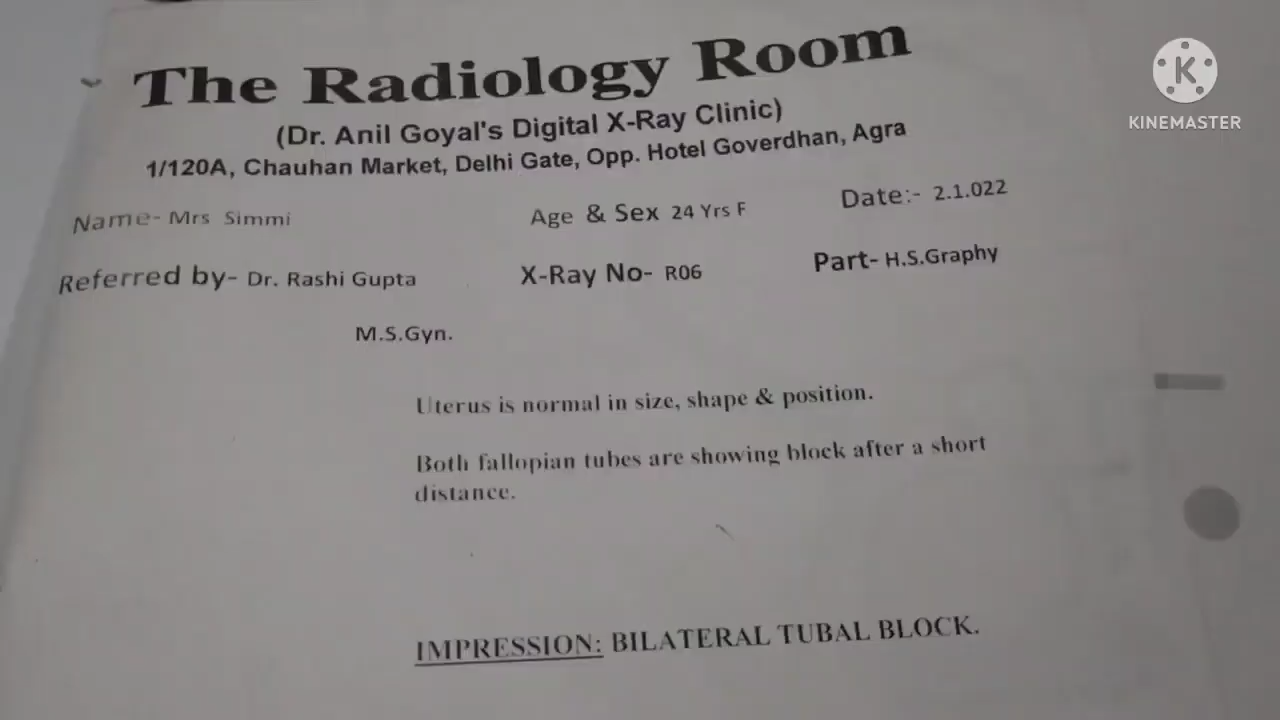 The Radiology Room
KINEMASTER
(Dr. Anil Goyal's Digital X-Ray Clinic)
1/120A, Chauhan Market, Delhi Gate, Opp. Hotel Goverdhan, Agra
Name- Mrs Simmi Age & Sex 24 Yrs F Date:- 2.1.022
Referred by- Dr. Rashi Gupta X-Ray No- R06 Part- H.S.Graphy
M.S.Gyn.
Uterus is normal in size, shape & position.
Both fallopian tubes are showing block after a short
distance.
IMPRESSION: BILATERAL TUBAL BLOCK.